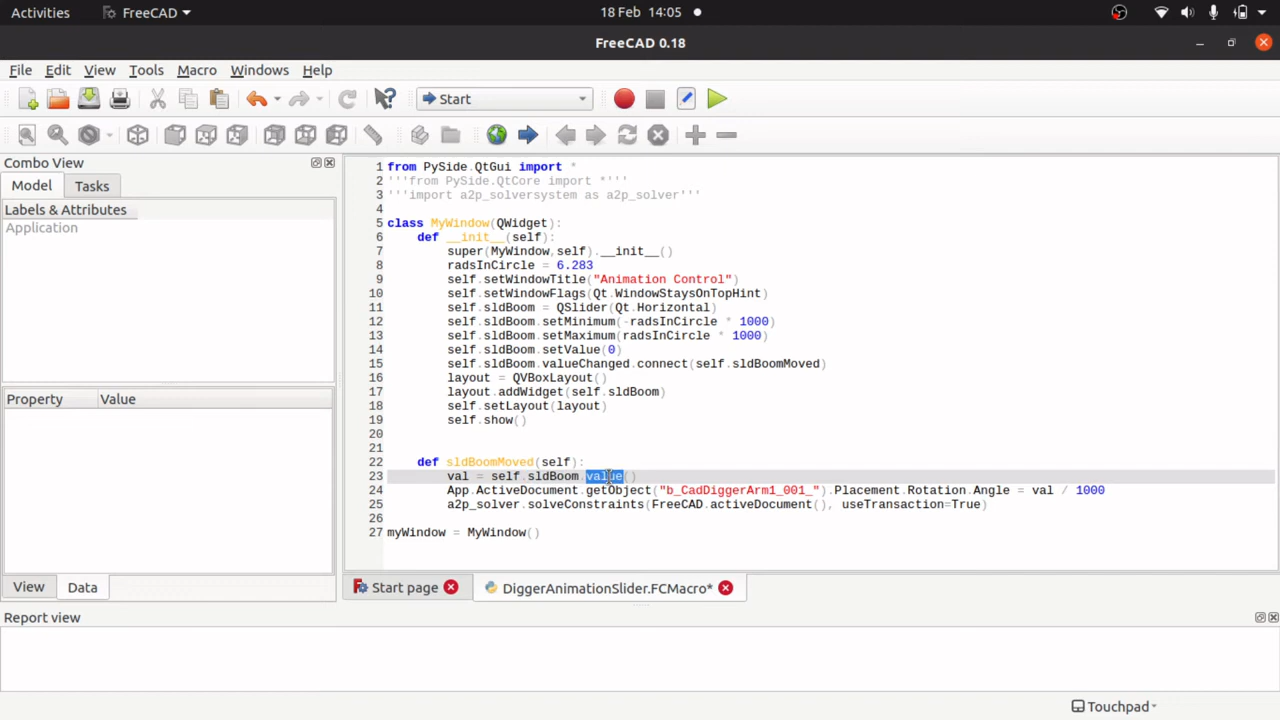 Activities FreeCAD 18 Feb 14:05
FreeCAD 0.18
File Edit View Tools Macro Windows Help
Start
Combo View
Model Tasks
Labels & Attributes
Application
Property Value
View Data
1 from PySide.QtGui import *
2 '''from PySide.QtCore import *'''
3 '''import a2p_solversystem as a2p_solver'''
4
5 class MyWindow(QWidget):
6 def __init__(self):
7 super(MyWindow,self).__init__()
8 radsInCircle = 6.283
9 self.setWindowTitle("Animation Control")
10 self.setWindowFlags(Qt.WindowStaysOnTopHint)
11 self.sldBoom = QSlider(Qt.Horizontal)
12 self.sldBoom.setMinimum(-radsInCircle * 1000)
13 self.sldBoom.setMaximum(radsInCircle * 1000)
14 self.sldBoom.setValue(0)
15 self.sldBoom.valueChanged.connect(self.sldBoomMoved)
16 layout = QVBoxLayout()
17 layout.addWidget(self.sldBoom)
18 self.setLayout(layout)
19 self.show()
20
21
22 def sldBoomMoved(self):
23 val = self.sldBoom.value()
24 App.ActiveDocument.getObject("b_CadDiggerArm1_001_").Placement.Rotation.Angle = val / 1000
25 a2p_solver.solveConstraints(FreeCAD.activeDocument(), useTransaction=True)
26
27 myWindow = MyWindow()
Start page DiggerAnimationSlider.FCMacro*
Report view
Touchpad